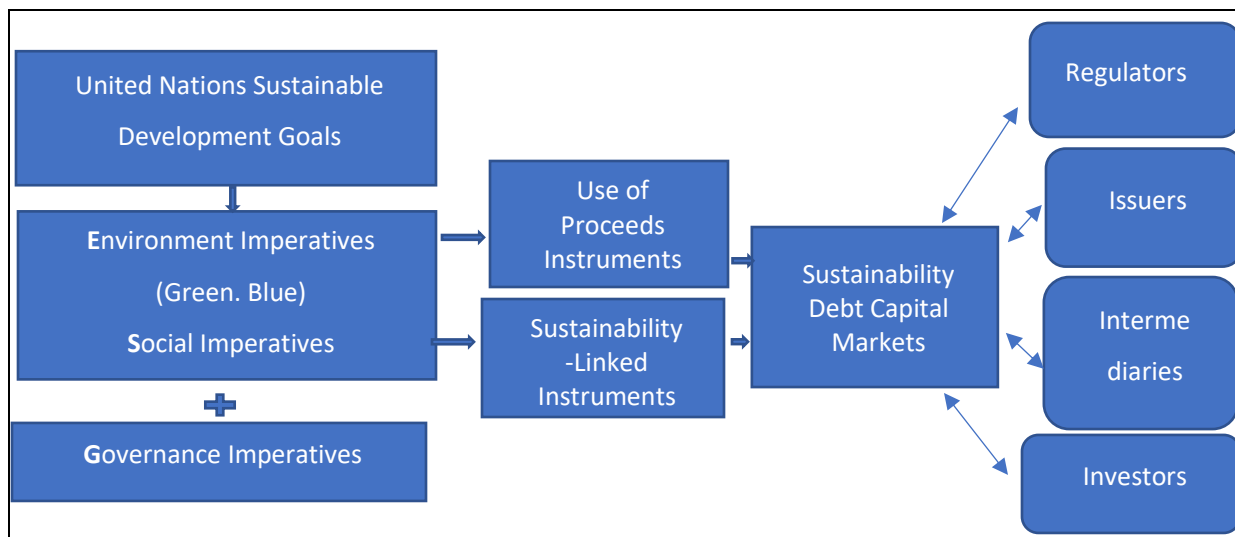 United Nations Sustainable
Development Goals
Environment Imperatives
(Green. Blue)
Social Imperatives
Governance Imperatives
Use of
Proceeds
Instruments
Sustainability
-Linked
Instruments
Sustainability
Debt Capital
Markets
Regulators
Issuers
Interme
diaries
Investors